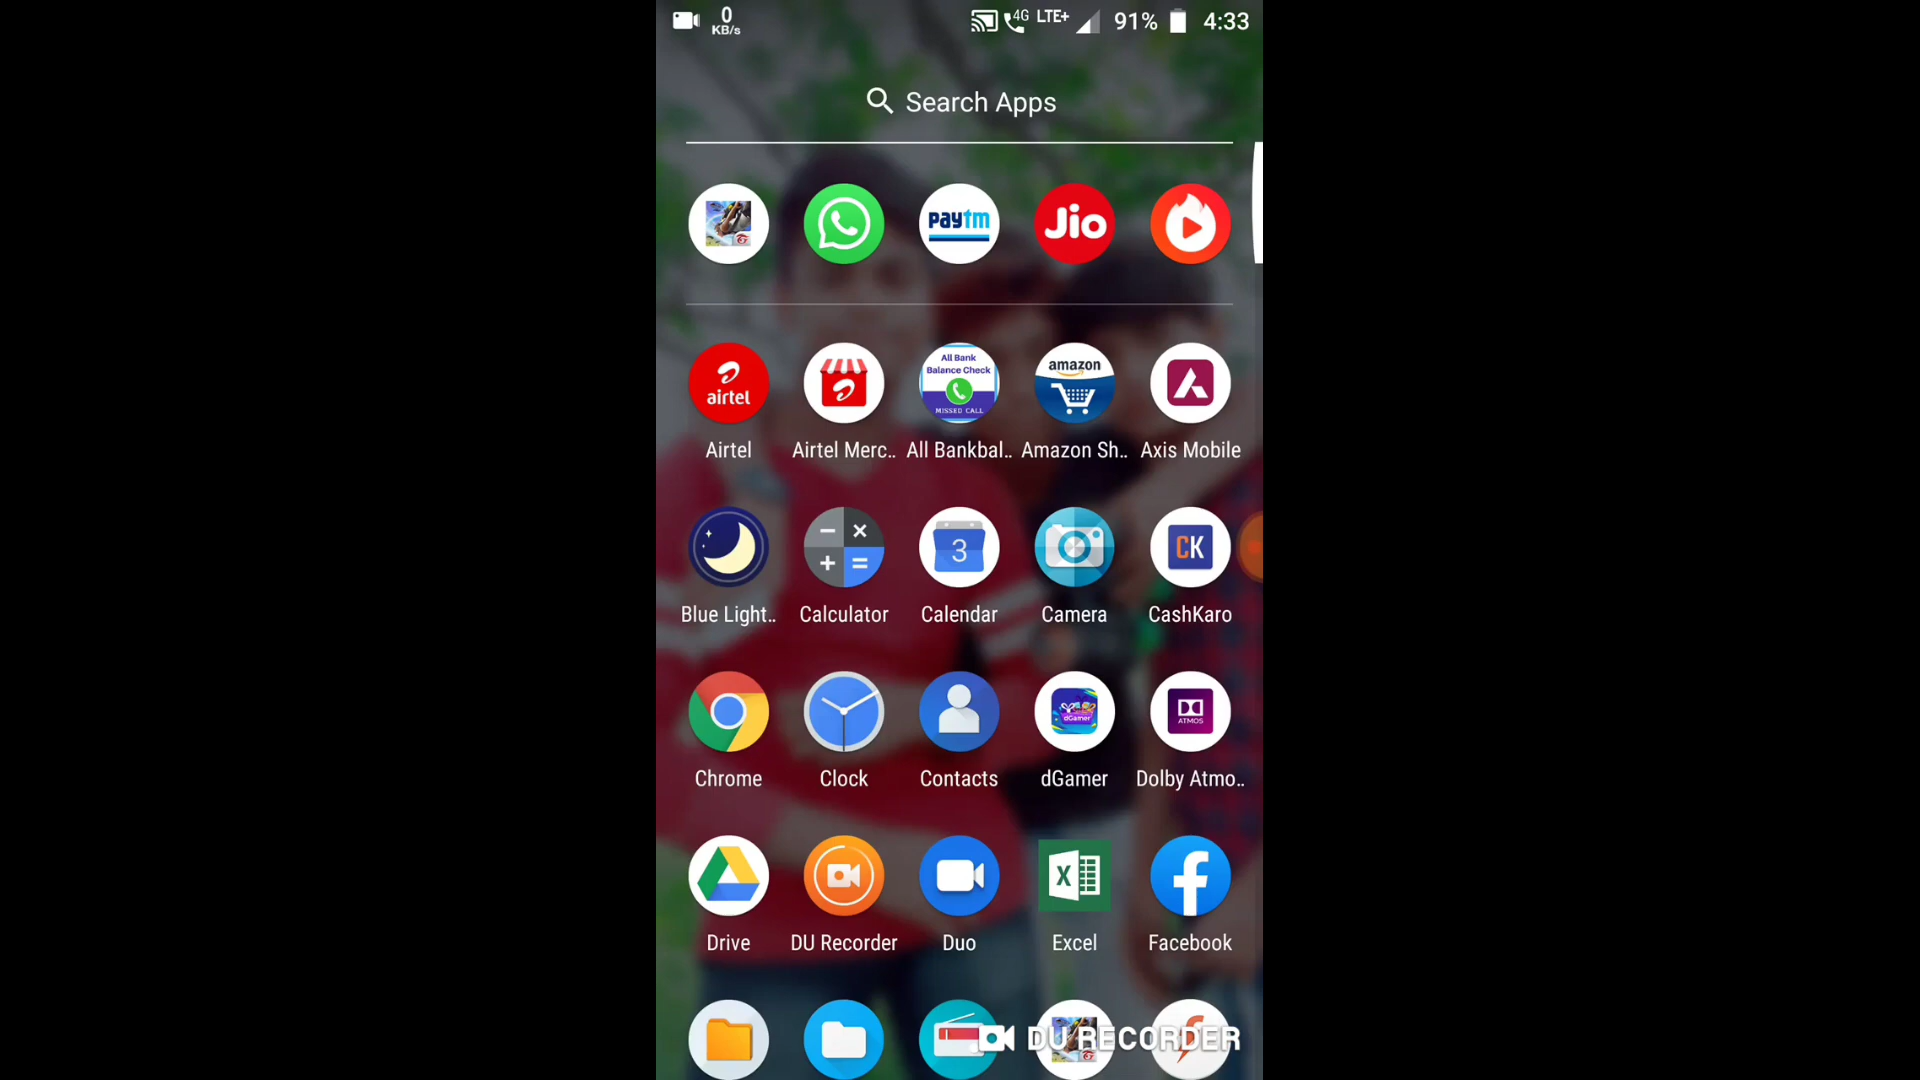 0
KB/s
4G LTE+ 91% 4:33
Search Apps
paytm
Jio
airtel
All Bank
Balance Check
MISSED CALL
amazon
Airtel
Airtel Merc..
All Bankbal..
Amazon Sh..
Axis Mobile
3
CK
Blue Light..
Calculator
Calendar
Camera
CashKaro
dGamer
ATMOS
Chrome
Clock
Contacts
dGamer
Dolby Atmo..
X
Drive
DU Recorder
Duo
Excel
Facebook
DU RECORDER